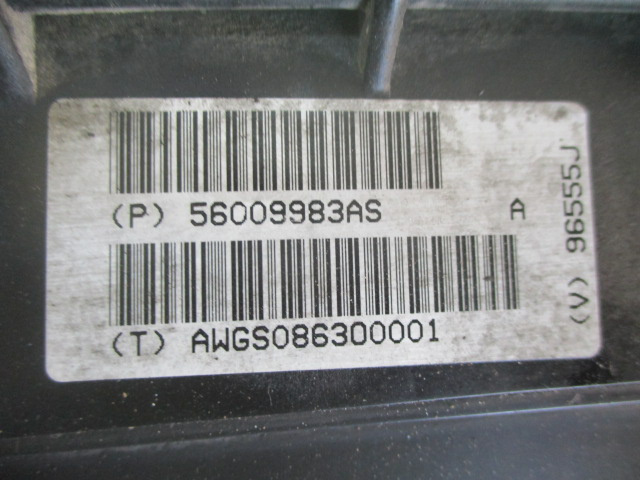 (P) 56009983AS A
(T) AWGS086300001
(V) 96555J